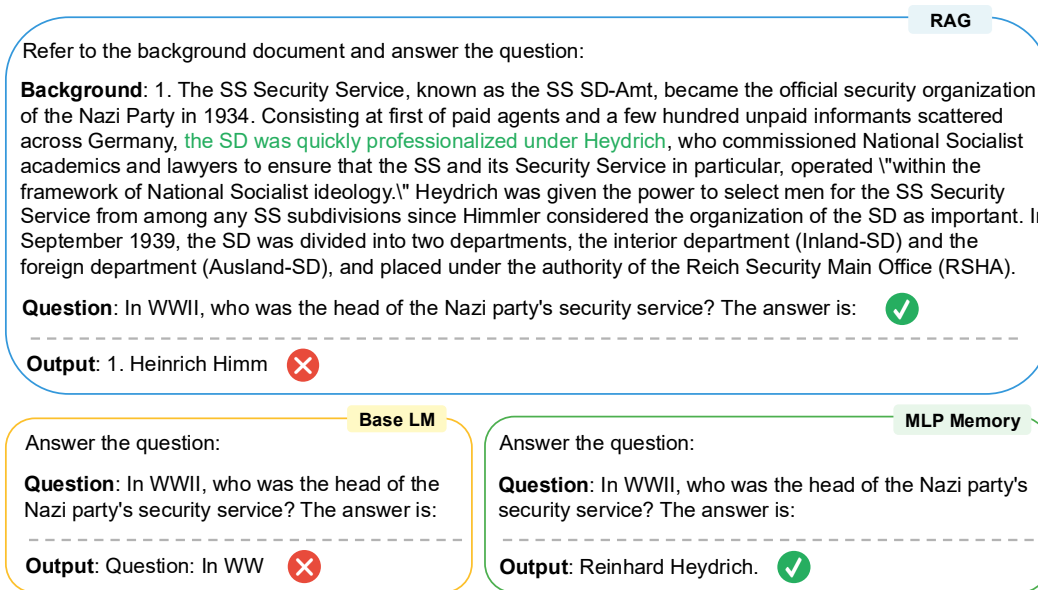 RAG
Refer to the background document and answer the question:
Background: 1. The SS Security Service, known as the SS SD-Amt, became the official security organization
of the Nazi Party in 1934. Consisting at first of paid agents and a few hundred unpaid informants scattered
across Germany, the SD was quickly professionalized under Heydrich, who commissioned National Socialist
academics and lawyers to ensure that the SS and its Security Service in particular, operated \"within the
framework of National Socialist ideology.\" Heydrich was given the power to select men for the SS Security
Service from among any SS subdivisions since Himmler considered the organization of the SD as important. In
September 1939, the SD was divided into two departments, the interior department (Inland-SD) and the
foreign department (Ausland-SD), and placed under the authority of the Reich Security Main Office (RSHA).
Question: In WWII, who was the head of the Nazi party's security service? The answer is:
Output: 1. Heinrich Himm
Base LM
Answer the question:
Question: In WWII, who was the head of the
Nazi party's security service? The answer is:
Output: Question: In WW
MLP Memory
Answer the question:
Question: In WWII, who was the head of the Nazi party's
security service? The answer is:
Output: Reinhard Heydrich.